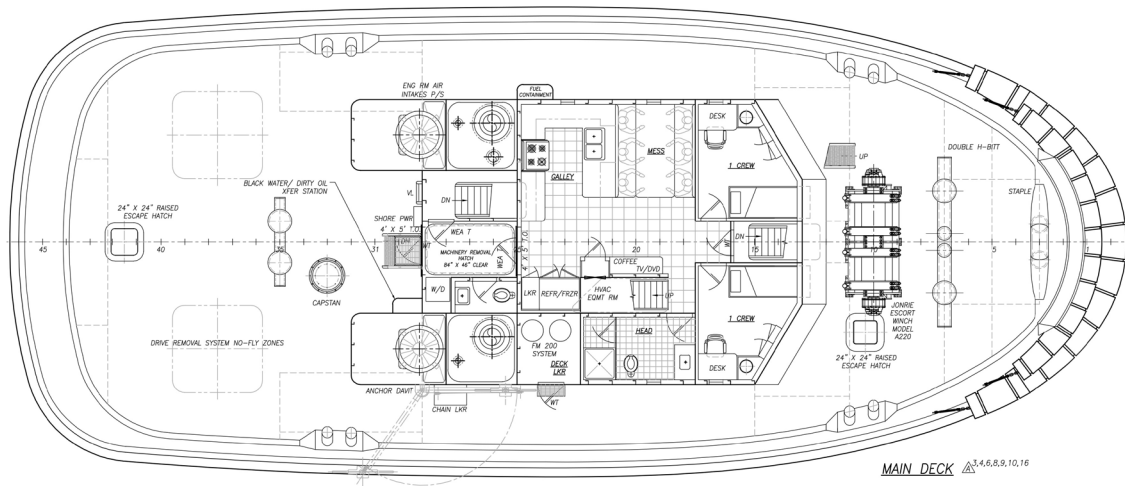 ENG RM AIR
INTAKES P/S
FUEL
CONTAINMENT
DESK
MESS
1 CREW
UP
DOUBLE H-BITT
GALLEY
BLACK WATER/ DIRTY OIL
XFER STATION
VL
DN
STAPLE
24" X 24" RAISED
ESCAPE HATCH
SHORE PWR
4' X 5' T.O.
WEA T
WT
MACHINERY REMOVAL
HATCH
84" X 46" CLEAR
WEA T
4' X 5' T.O.
WT
DN
45
40
35
31
20
15
10
5
1
COFFEE
TV/DVD
W/D
LKR
REFR/FRZR
HVAC
EQMT RM
UP
CAPSTAN
1 CREW
JONRIE
ESCORT
WINCH
MODEL
A220
DRIVE REMOVAL SYSTEM NO-FLY ZONES
FM 200
SYSTEM
HEAD
DECK
LKR
DESK
24" X 24" RAISED
ESCAPE HATCH
ANCHOR DAVIT
CHAIN LKR
WT
MAIN DECK A 3,4,6,8,9,10,16